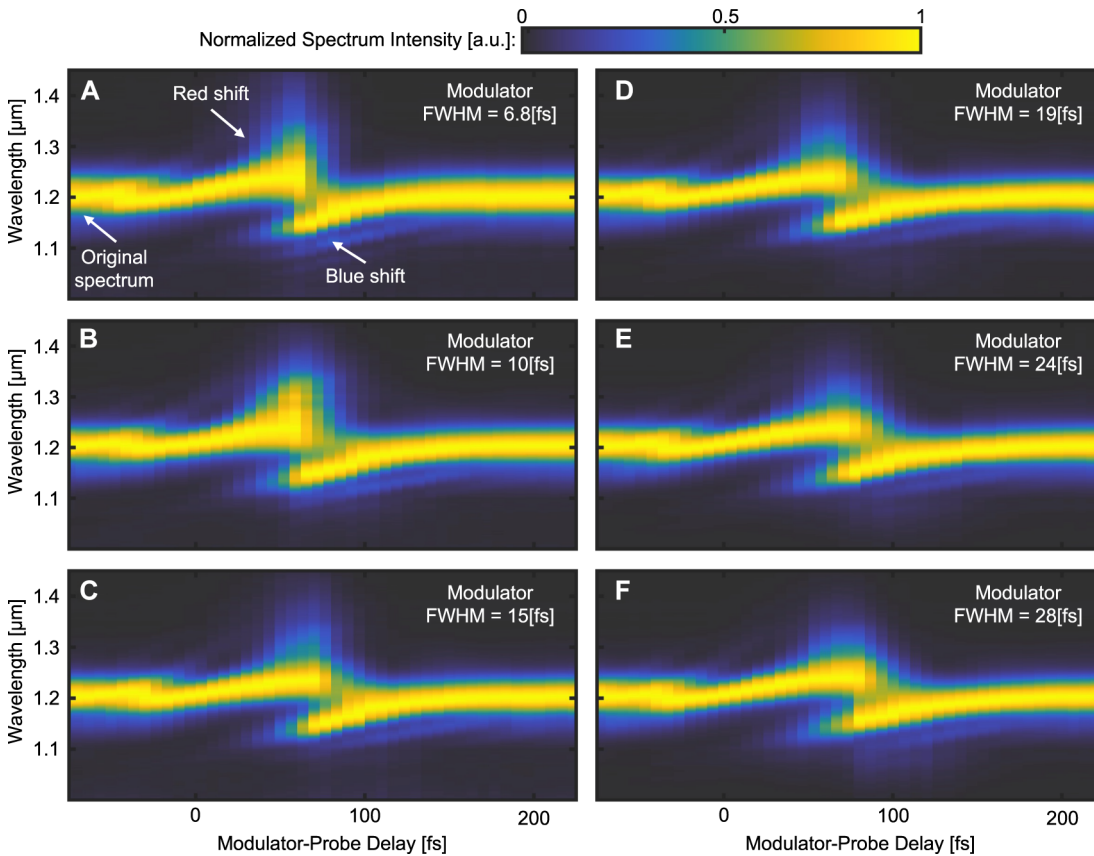 0 0.5 1
Normalized Spectrum Intensity [a.u.]:
A
Red shift
Modulator
FWHM = 6.8[fs]
Original
spectrum
Blue shift
Wavelength [µm]
1.4
1.3
1.2
1.1
D
Modulator
FWHM = 19[fs]
B
Modulator
FWHM = 10[fs]
Wavelength [µm]
1.4
1.3
1.2
1.1
E
Modulator
FWHM = 24[fs]
C
Modulator
FWHM = 15[fs]
Wavelength [µm]
1.4
1.3
1.2
1.1
F
Modulator
FWHM = 28[fs]
0 100 200
Modulator-Probe Delay [fs]
0 100 200
Modulator-Probe Delay [fs]